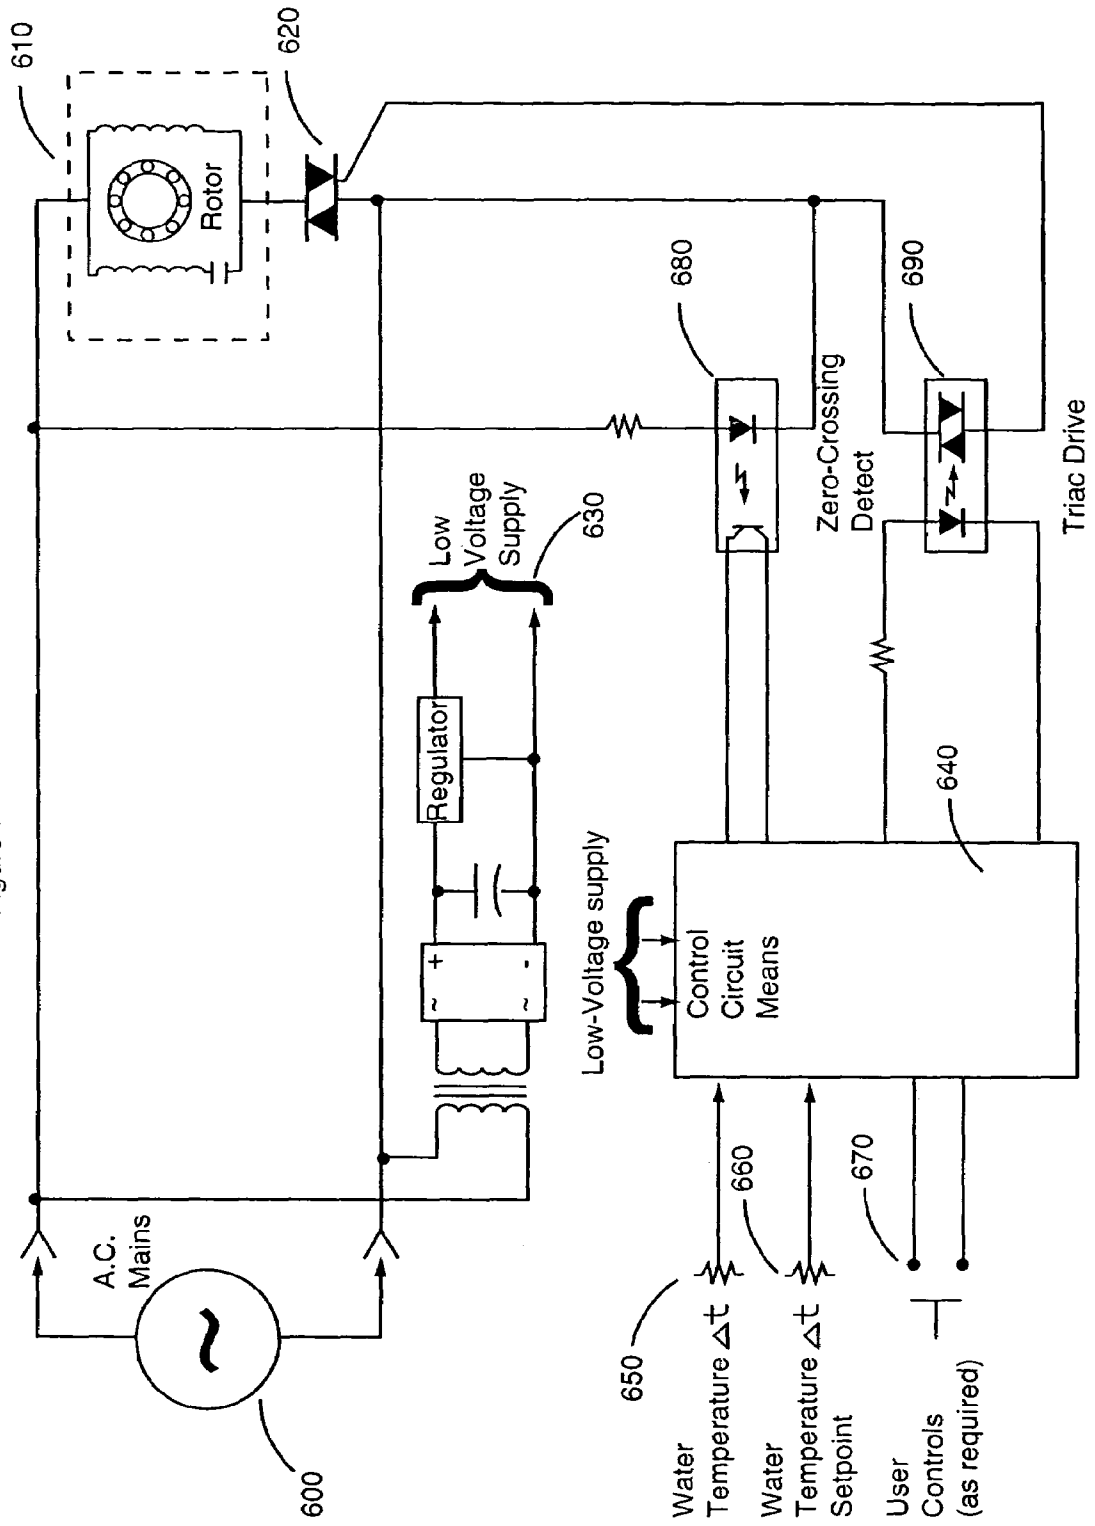 610
620
Rotor
A.C.
Mains
600
Low
Voltage
Supply
630
Regulator
+
-
~
~
680
Zero-Crossing
Detect
690
Triac Drive
Low-Voltage supply
Control
Circuit
Means
640
650
Water
Temperature Δt
660
Water
Temperature Δt
Setpoint
670
User
Controls
(as required)